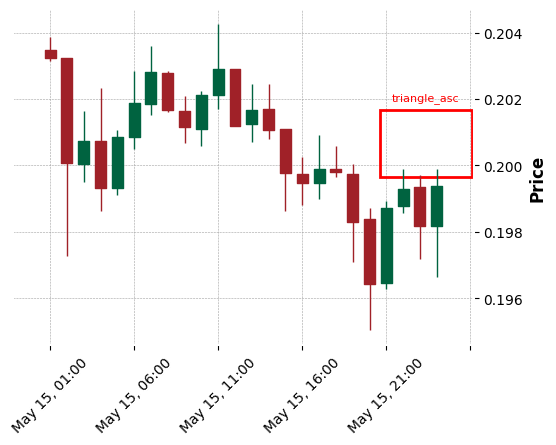 0.204
0.202
triangle_asc
0.200
0.198
0.196
Price
May 15, 01:00
May 15, 06:00
May 15, 11:00
May 15, 16:00
May 15, 21:00